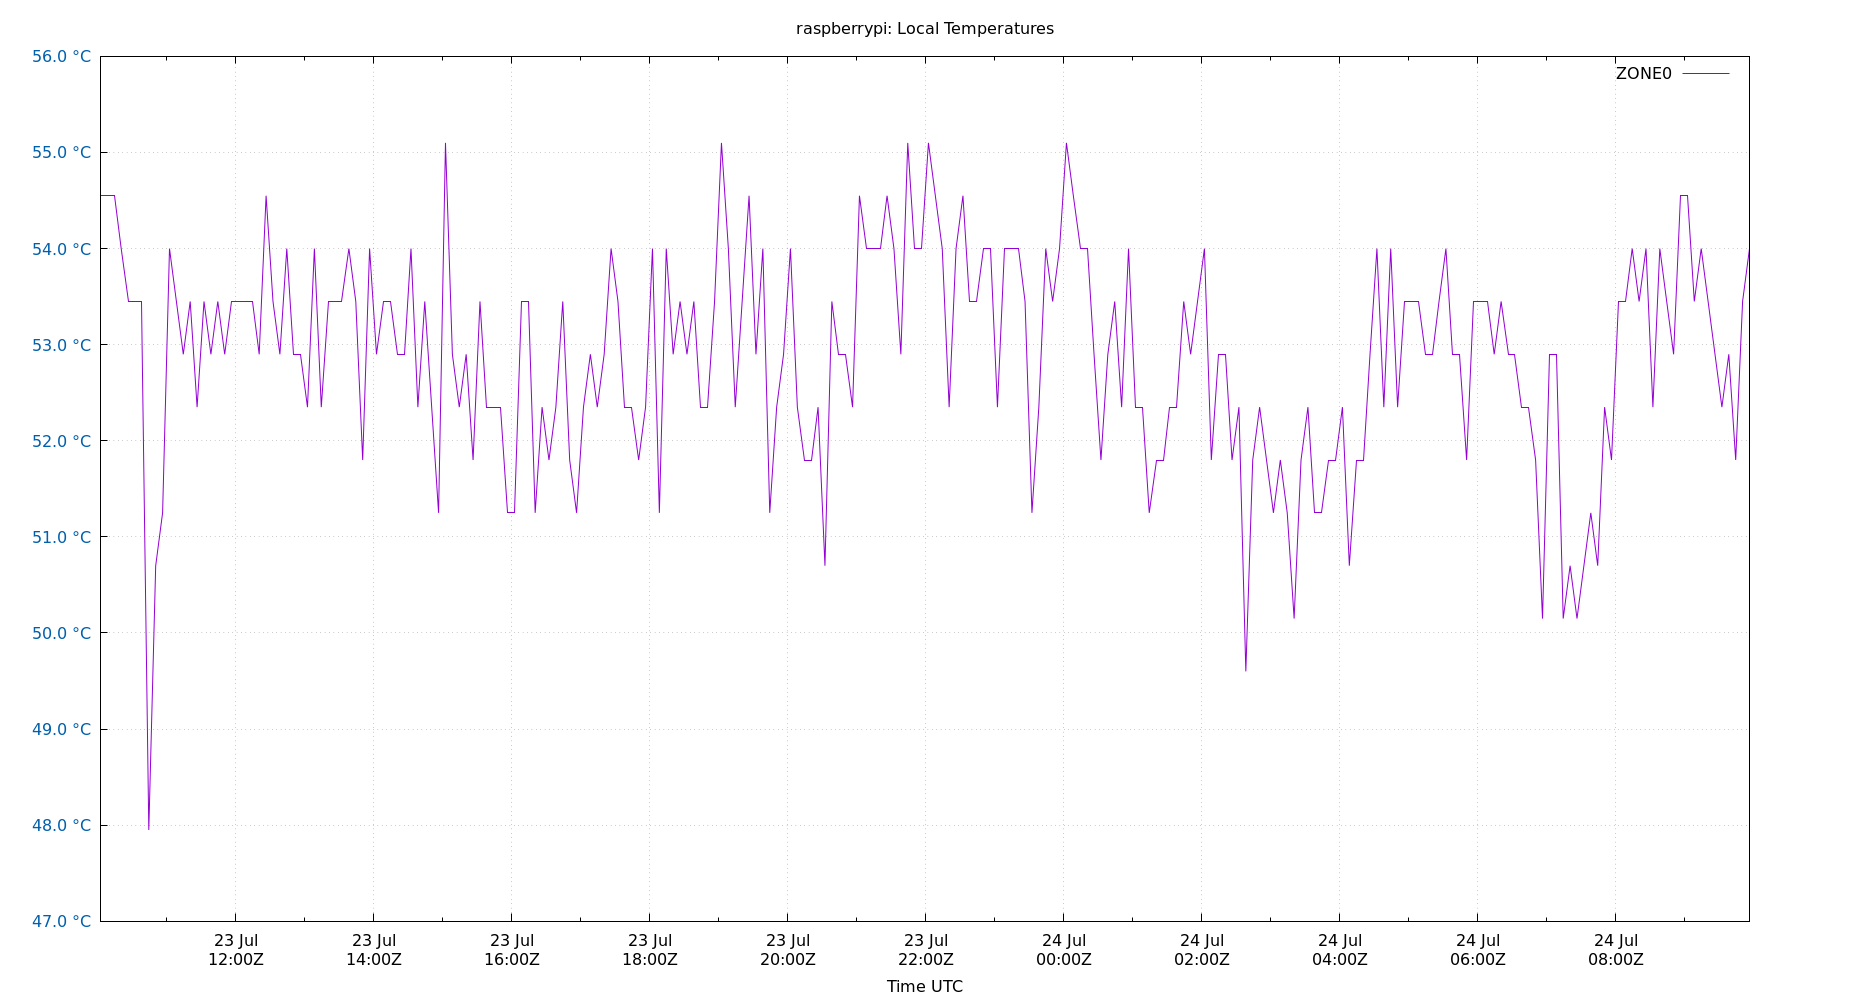 raspberrypi: Local Temperatures
56.0 °C
ZONE0
55.0 °C
54.0 °C
53.0 °C
52.0 °C
51.0 °C
50.0 °C
49.0 °C
48.0 °C
47.0 °C
23 Jul 23 Jul 23 Jul 23 Jul 23 Jul 23 Jul 24 Jul 24 Jul 24 Jul 24 Jul 24 Jul
12:00Z 14:00Z 16:00Z 18:00Z 20:00Z 22:00Z 00:00Z 02:00Z 04:00Z 06:00Z 08:00Z
Time UTC